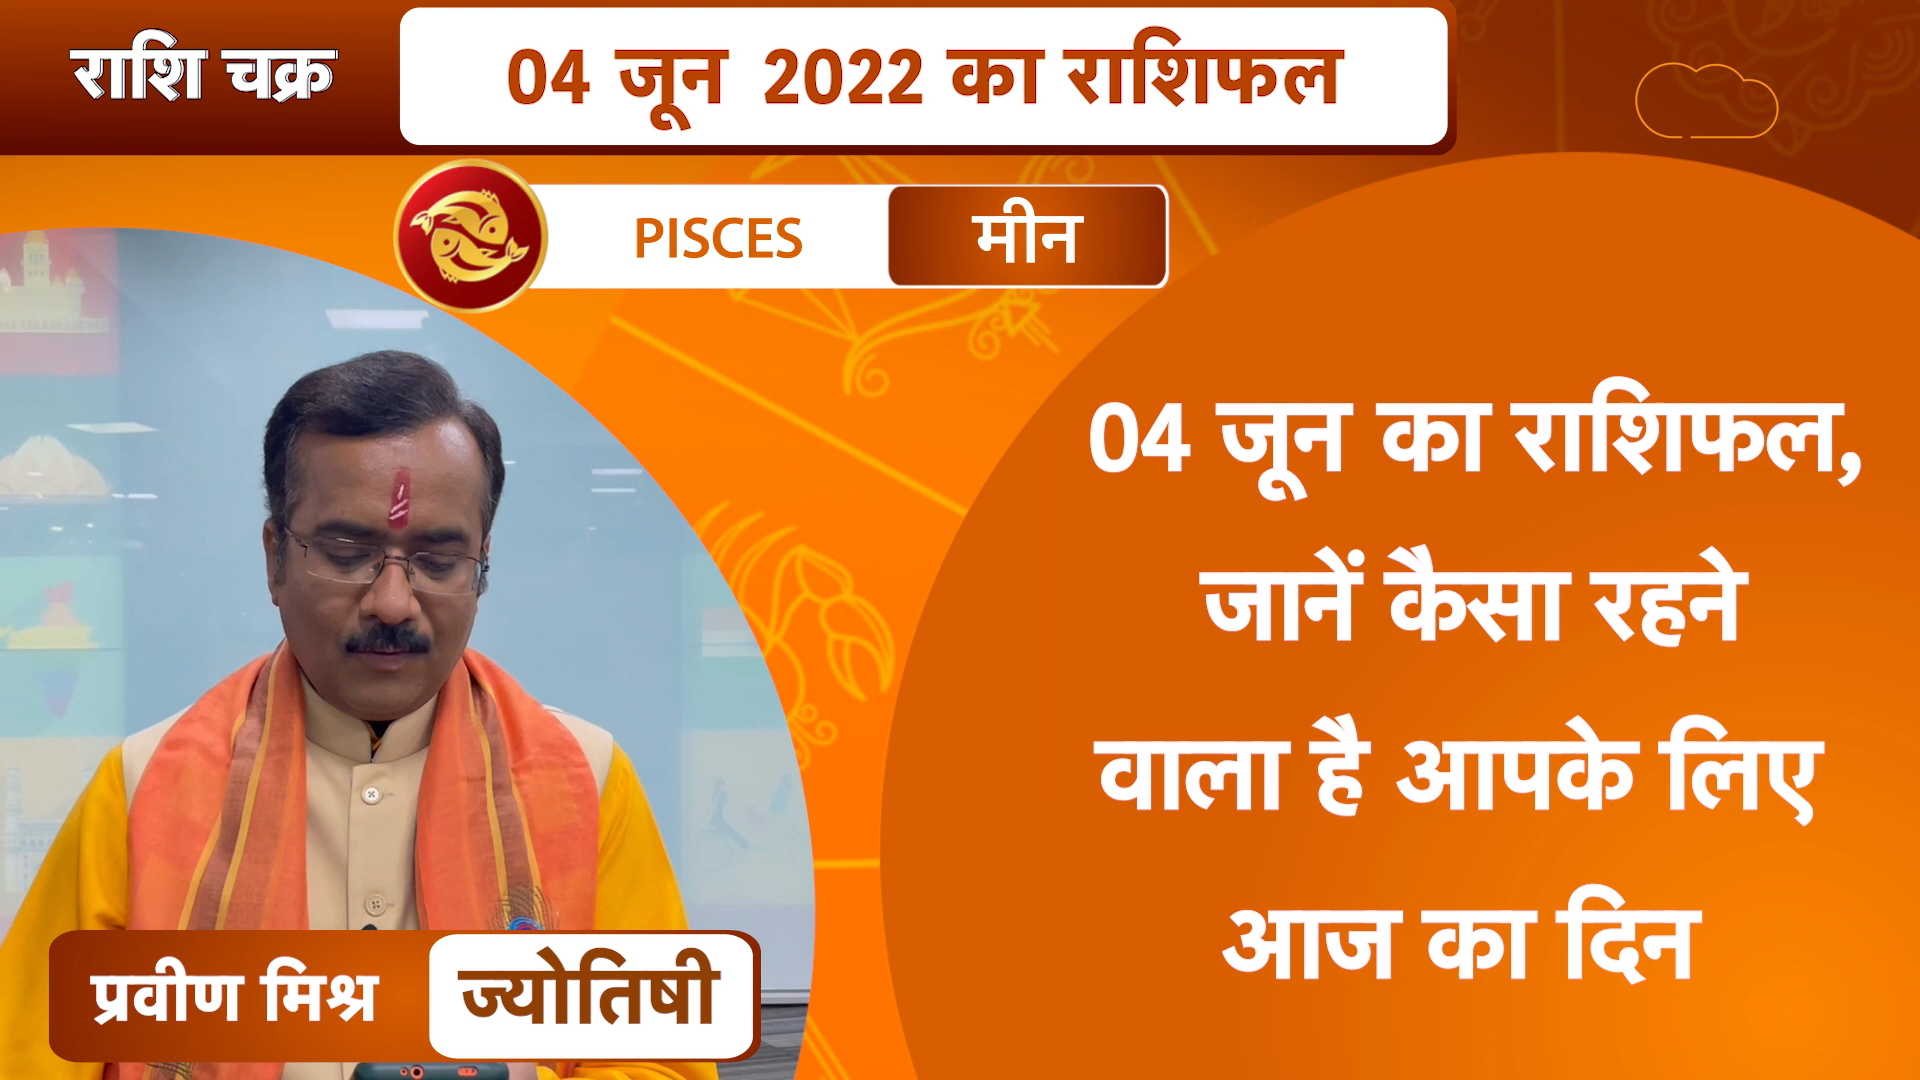 राशि चक्र
04 जून 2022 का राशिफल
PISCES
मीन
04 जून का राशिफल,
जानें कैसा रहने
वाला है आपके लिए
आज का दिन
प्रवीण मिश्र
ज्योतिषी